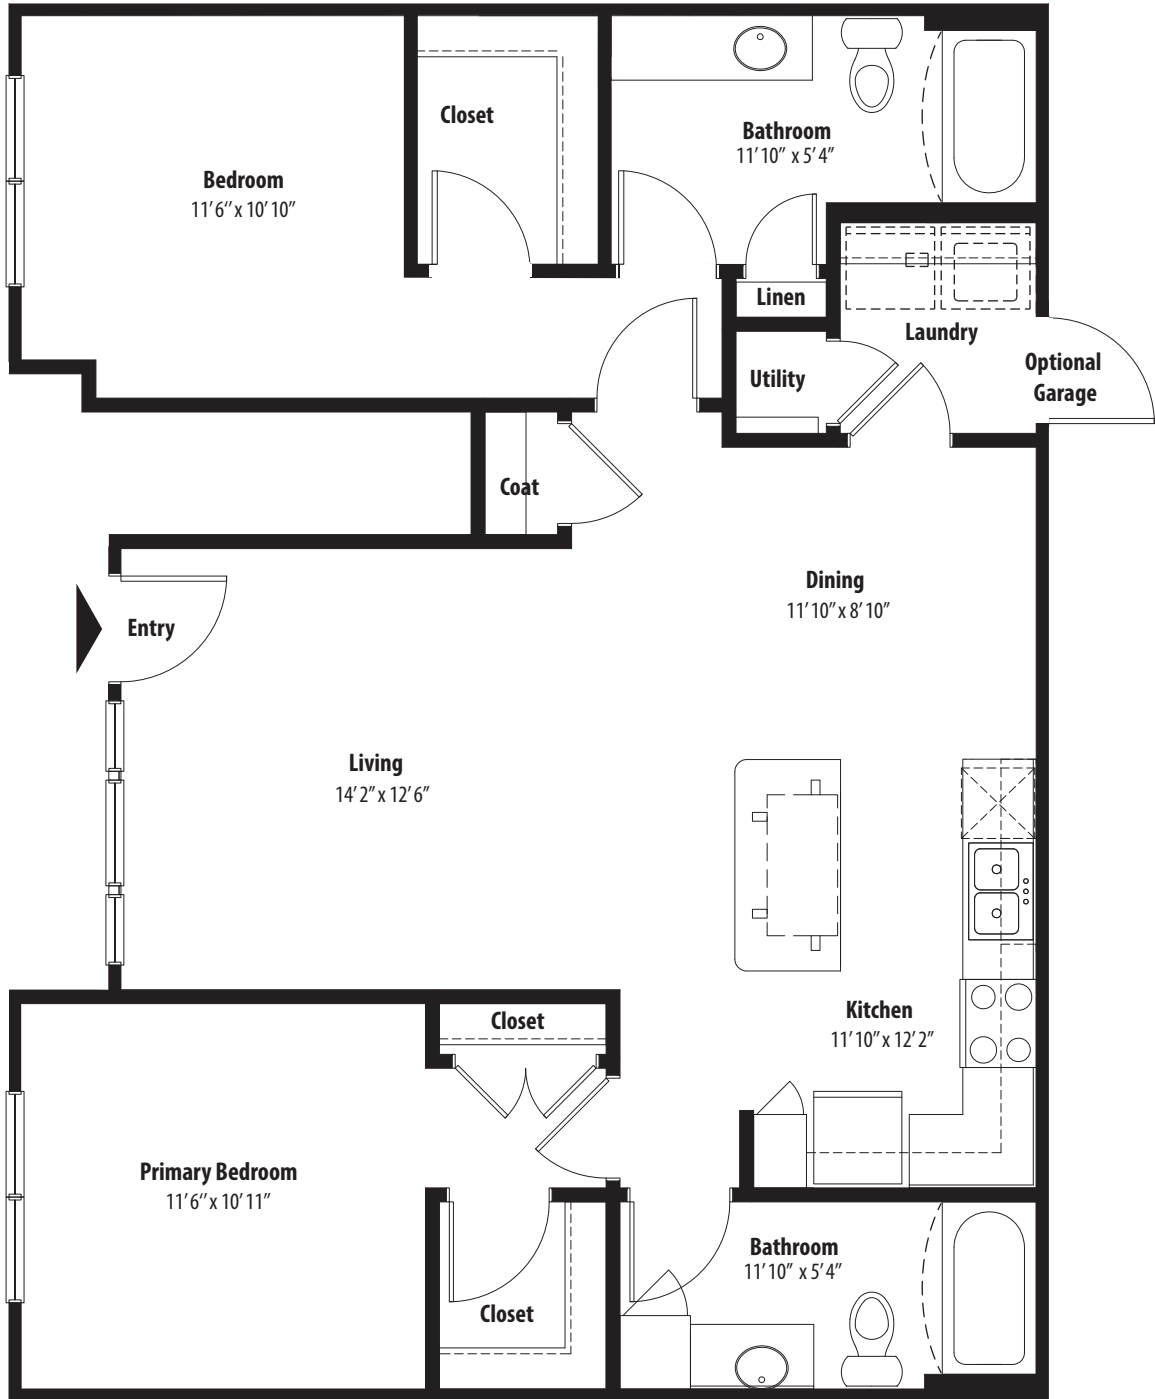 Closet
Bathroom
11’10” x 5’4”
Bedroom
11’6‘’ x 10’10”
Linen
Laundry
Optional
Garage
Utility
Coat
Dining
11’10” x 8’10”
Entry
Living
14’2” x 12’6”
Kitchen
11’10” x 12’2”
Closet
Primary Bedroom
11’6‘’ x 10’11”
Bathroom
11’10” x 5’4”
Closet